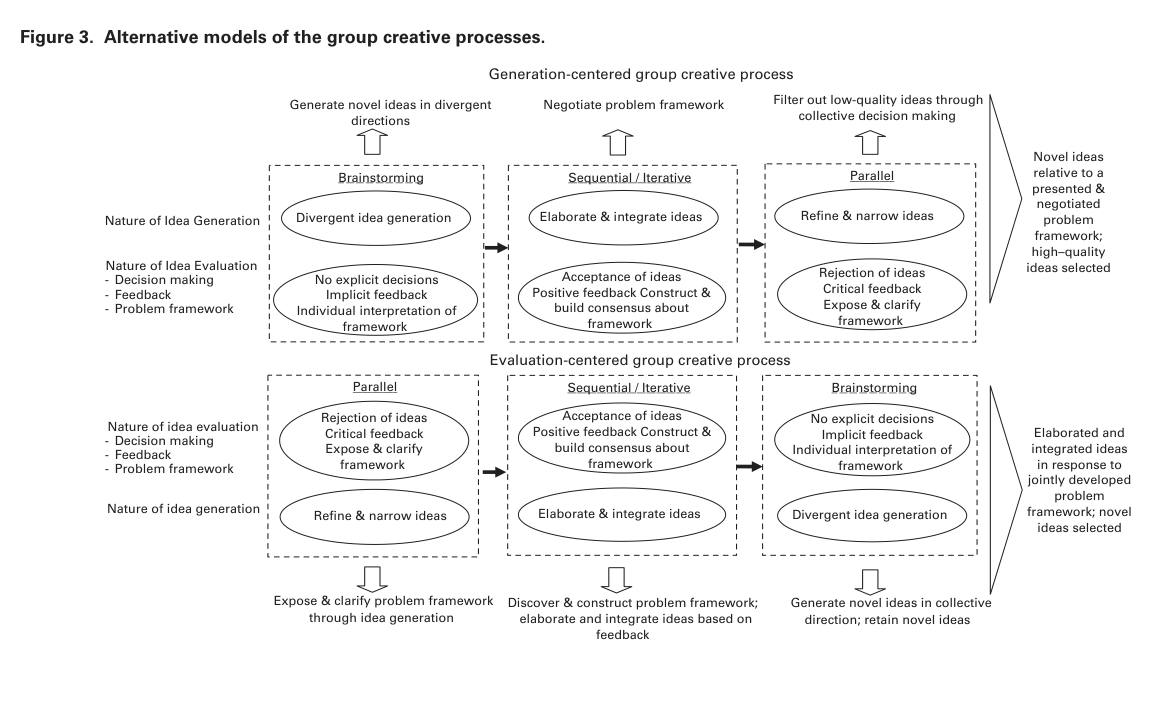 Figure 3. Alternative models of the group creative processes.
Generation-centered group creative process
Generate novel ideas in divergent
directions
Negotiate problem framework
Filter out low-quality ideas through
collective decision making
Brainstorming
Divergent idea generation
No explicit decisions
Implicit feedback
Individual interpretation of
framework
Sequential / Iterative
Elaborate & integrate ideas
Acceptance of ideas
Positive feedback Construct &
build consensus about
framework
Parallel
Refine & narrow ideas
Rejection of ideas
Critical feedback
Expose & clarify
framework
Nature of Idea Generation
Nature of Idea Evaluation
- Decision making
- Feedback
- Problem framework
Novel ideas
relative to a
presented &
negotiated
problem
framework;
high–quality
ideas selected
Evaluation-centered group creative process
Nature of idea evaluation
- Decision making
- Feedback
- Problem framework
Nature of idea generation
Parallel
Rejection of ideas
Critical feedback
Expose & clarify
framework
Refine & narrow ideas
Sequential / Iterative
Acceptance of ideas
Positive feedback Construct &
build consensus about
framework
Elaborate & integrate ideas
Brainstorming
No explicit decisions
Implicit feedback
Individual interpretation of
framework
Divergent idea generation
Elaborated and
integrated ideas
in response to
jointly developed
problem
framework; novel
ideas selected
Expose & clarify problem framework
through idea generation
Discover & construct problem framework;
elaborate and integrate ideas based on
feedback
Generate novel ideas in collective
direction; retain novel ideas